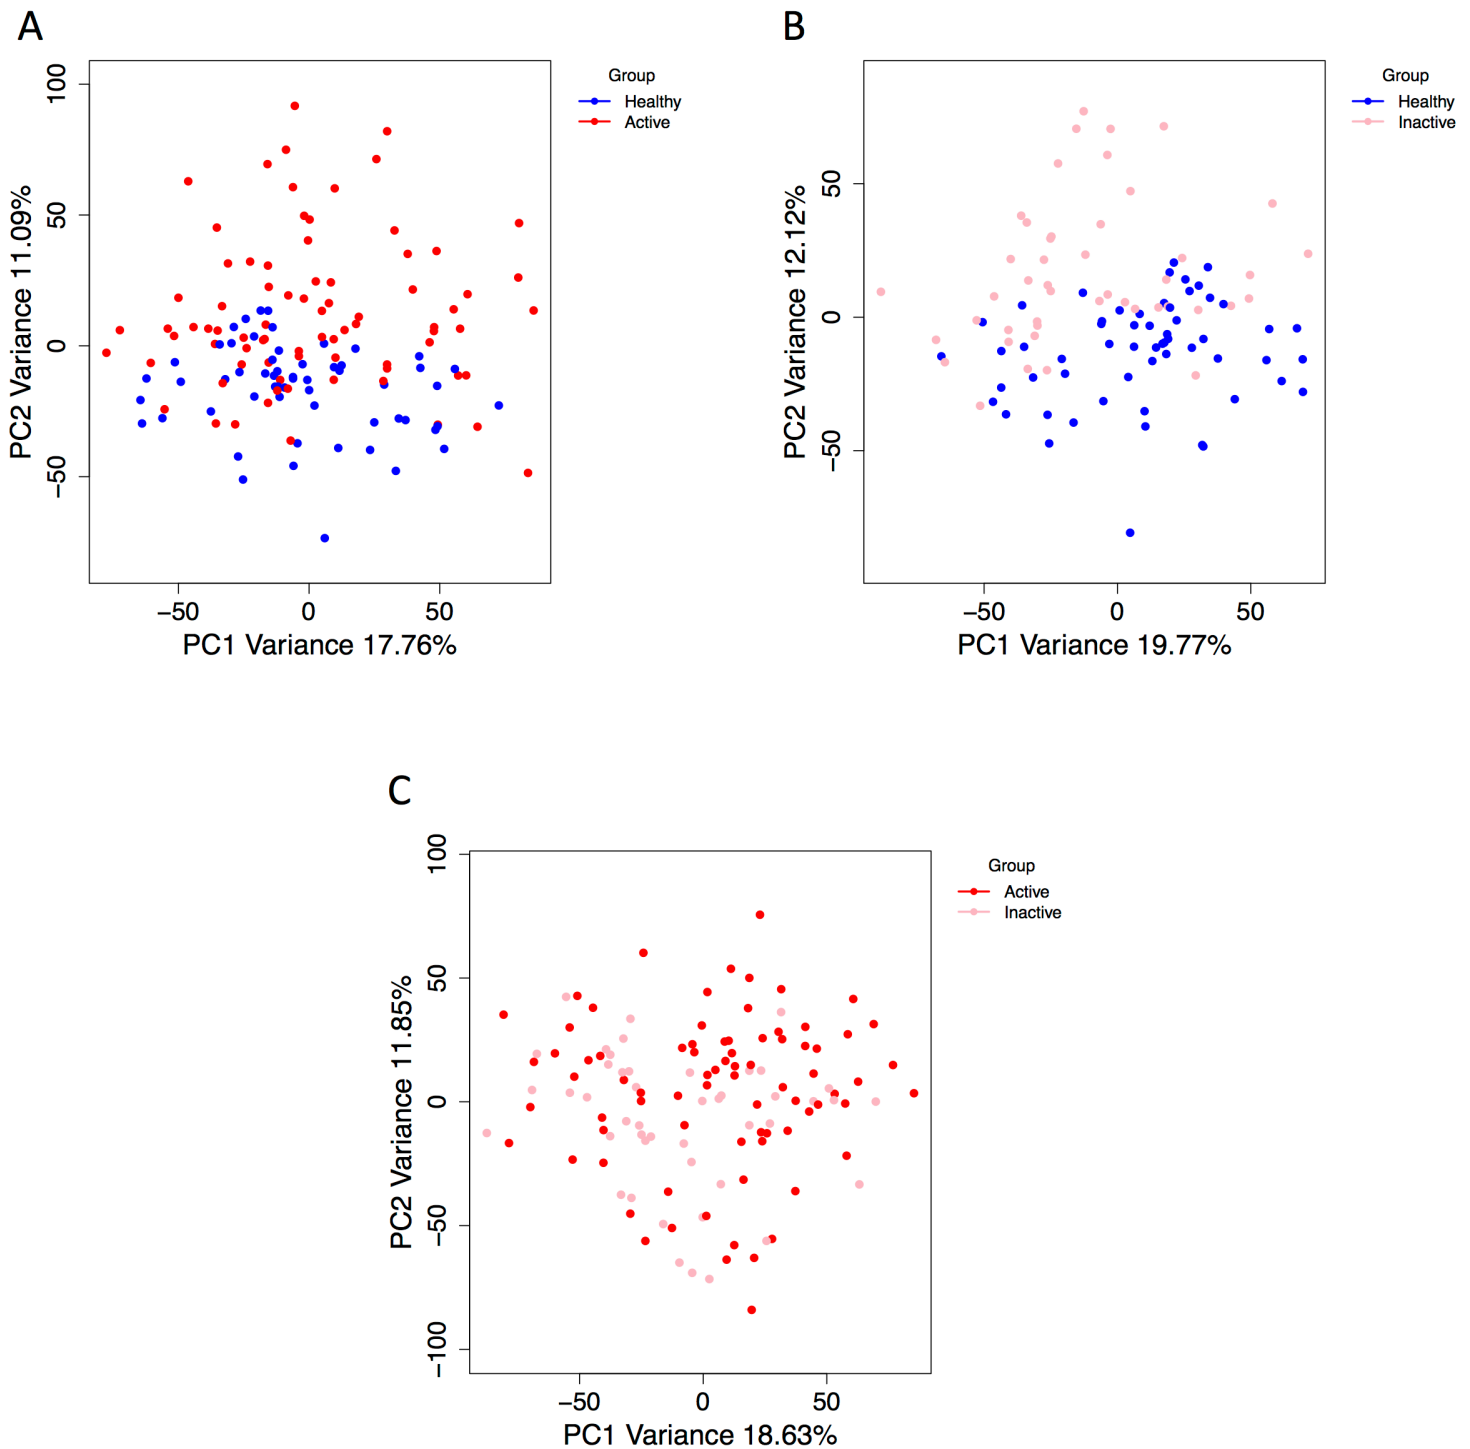 A
Group
Healthy
Active
100
50
0
−50
PC2 Variance 11.09%
−50 0 50
PC1 Variance 17.76%
B
Group
Healthy
Inactive
50
0
−50
PC2 Variance 12.12%
−50 0 50
PC1 Variance 19.77%
C
Group
Active
Inactive
100
50
0
−50
−100
PC2 Variance 11.85%
−50 0 50
PC1 Variance 18.63%